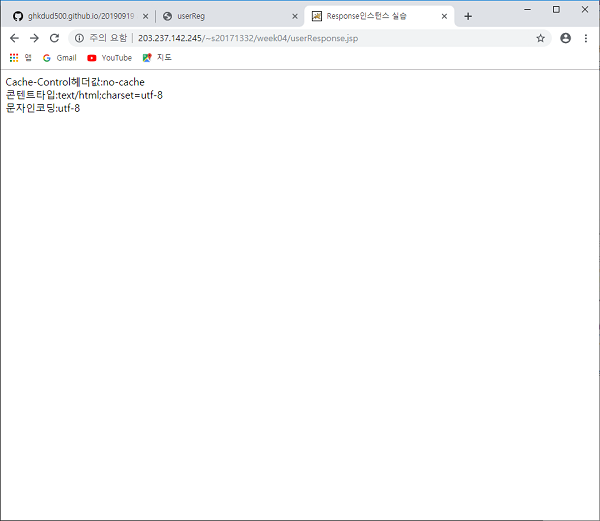 ghkdud500.github.io/20190919
userReg
Response인스턴스 실습
주의 요함
203.237.142.245/~s20171332/week04/userResponse.jsp
앱
Gmail
YouTube
지도
Cache-Control헤더값:no-cache
콘텐트타입:text/html;charset=utf-8
문자인코딩:utf-8